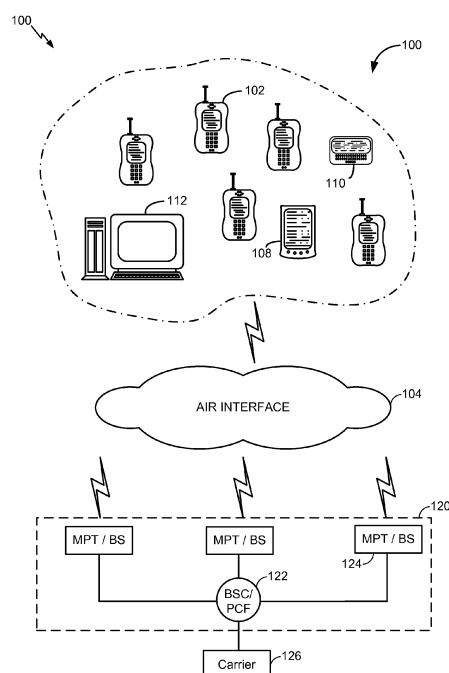 100
100
102
110
112
108
AIR INTERFACE
104
120
MPT / BS
MPT / BS
MPT / BS
124
122
BSC/
PCF
Carrier
126